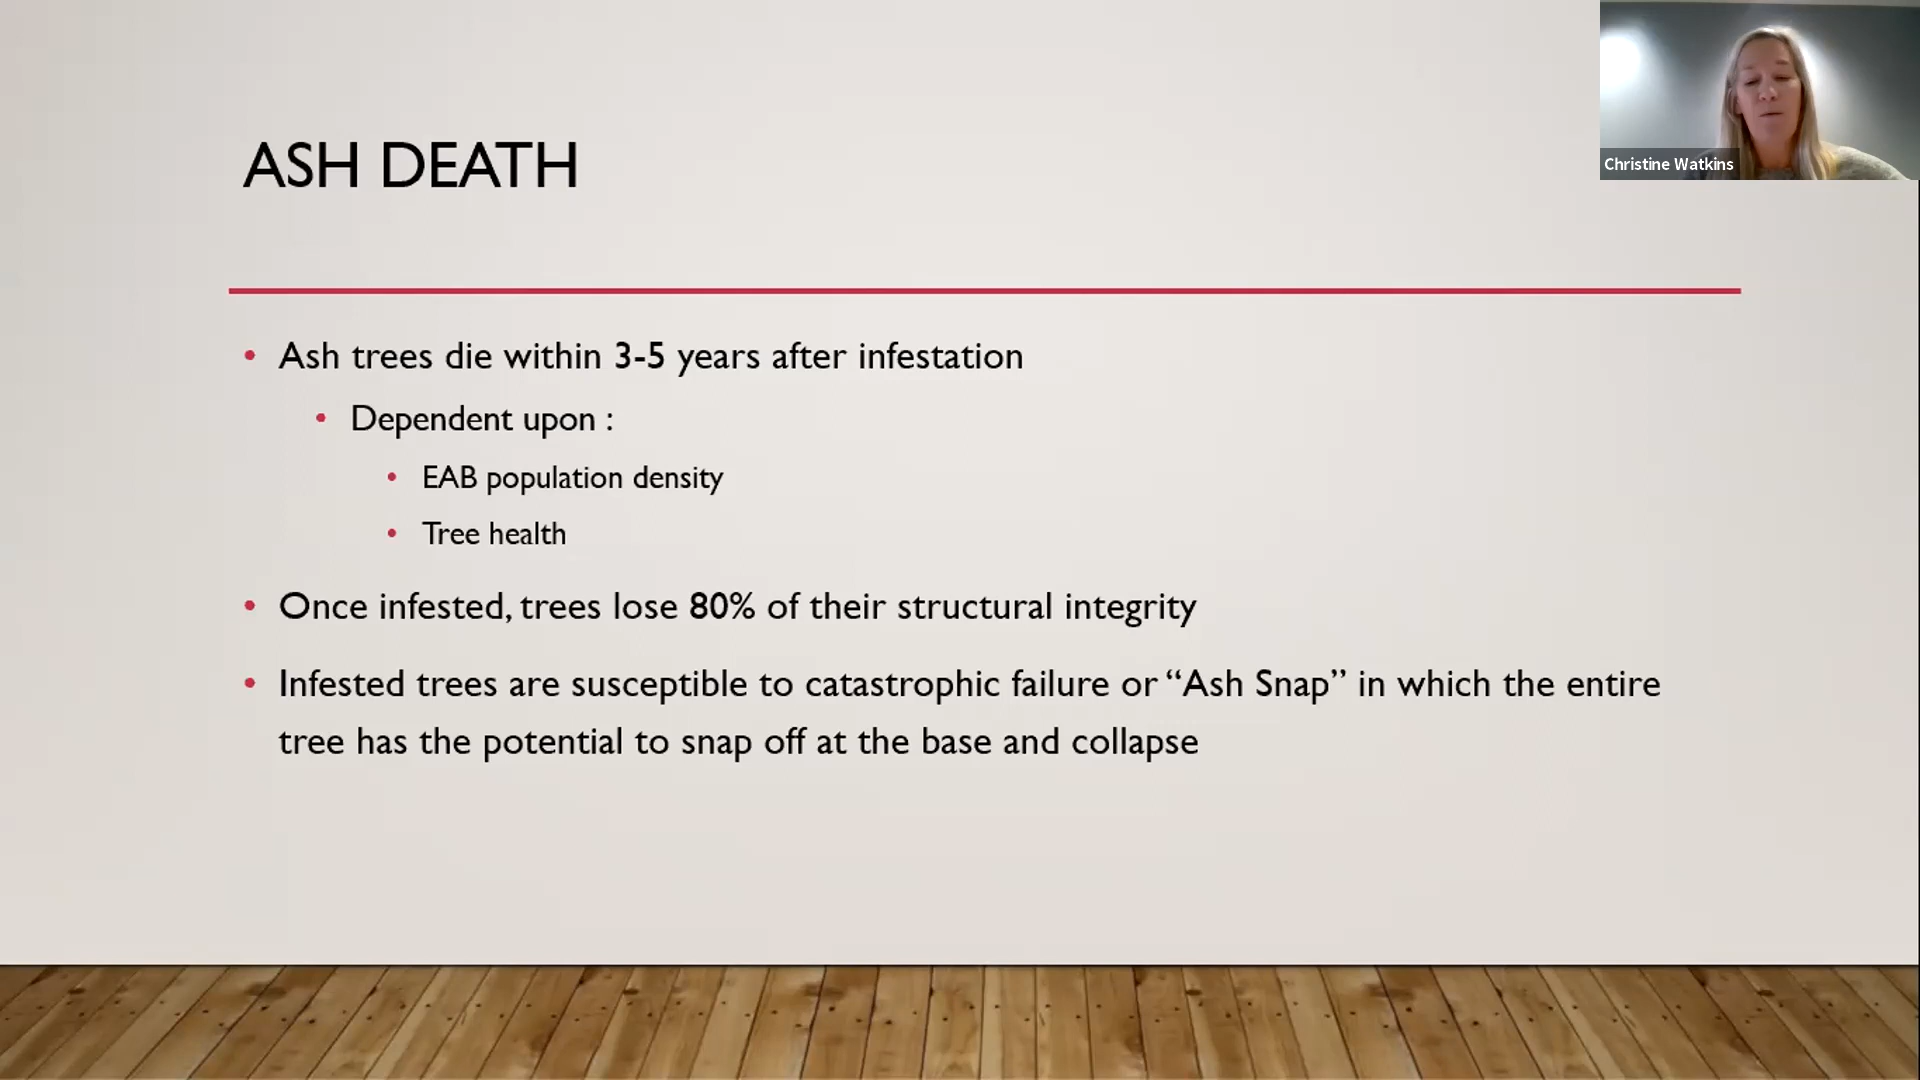 ASH DEATH
Christine Watkins
• Ash trees die within 3-5 years after infestation
• Dependent upon :
• EAB population density
• Tree health
• Once infested, trees lose 80% of their structural integrity
• Infested trees are susceptible to catastrophic failure or “Ash Snap” in which the entire
tree has the potential to snap off at the base and collapse